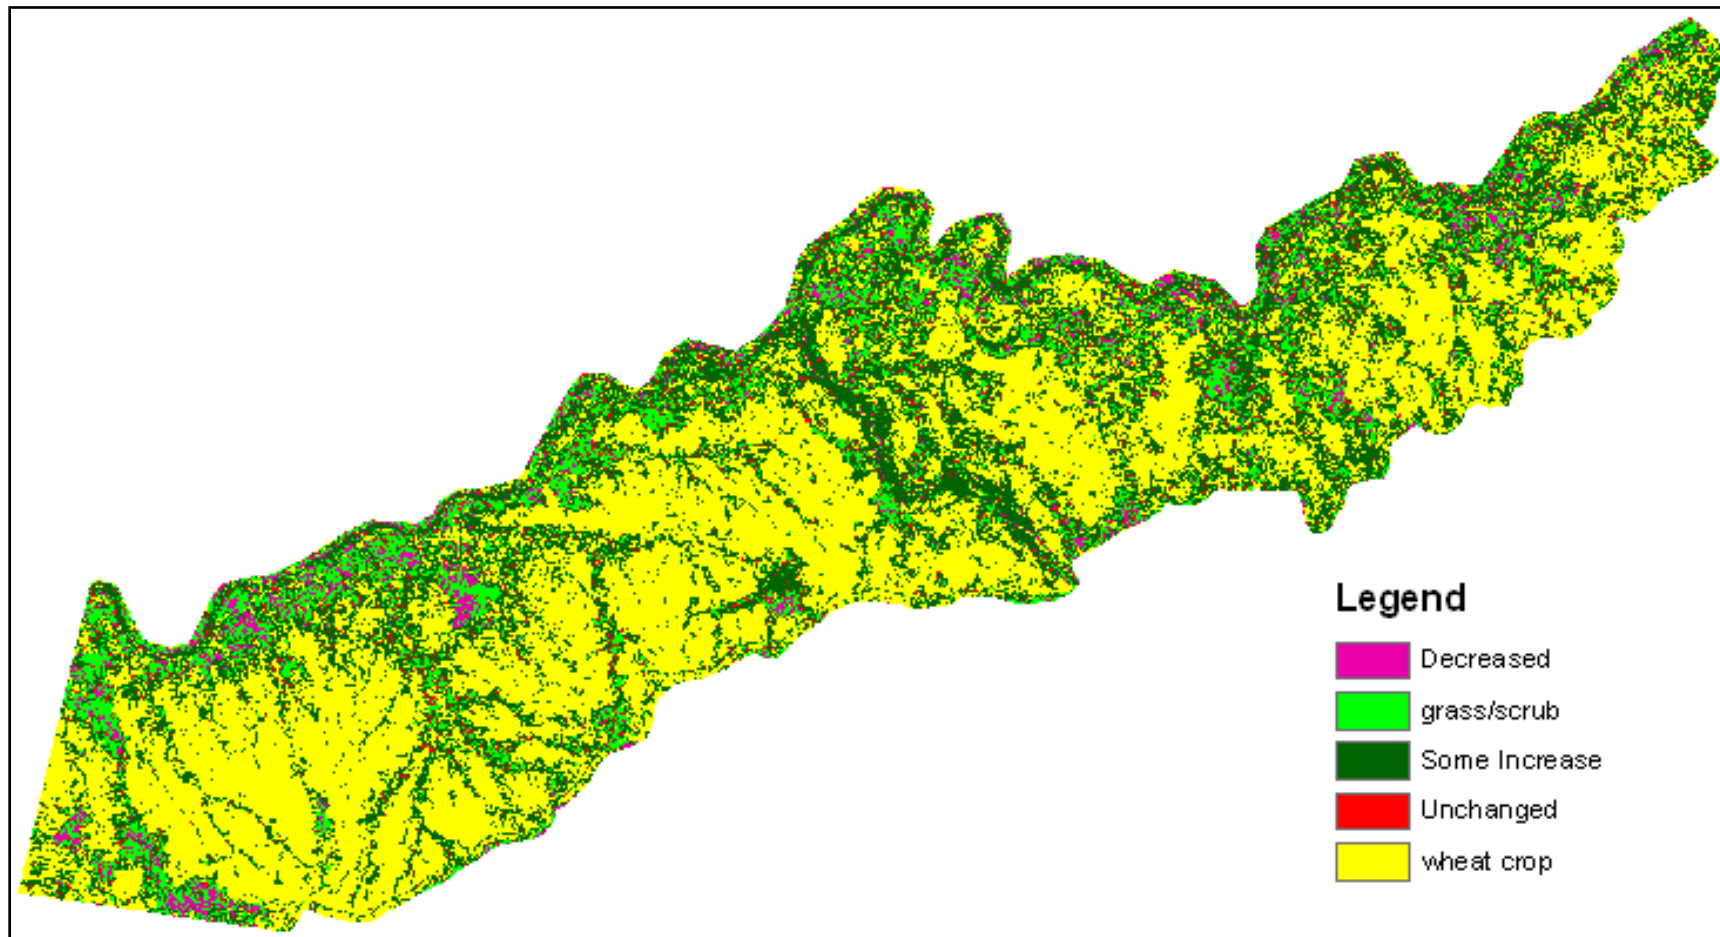 Legend
Decreased
grass/scrub
Some Increase
Unchanged
wheat crop